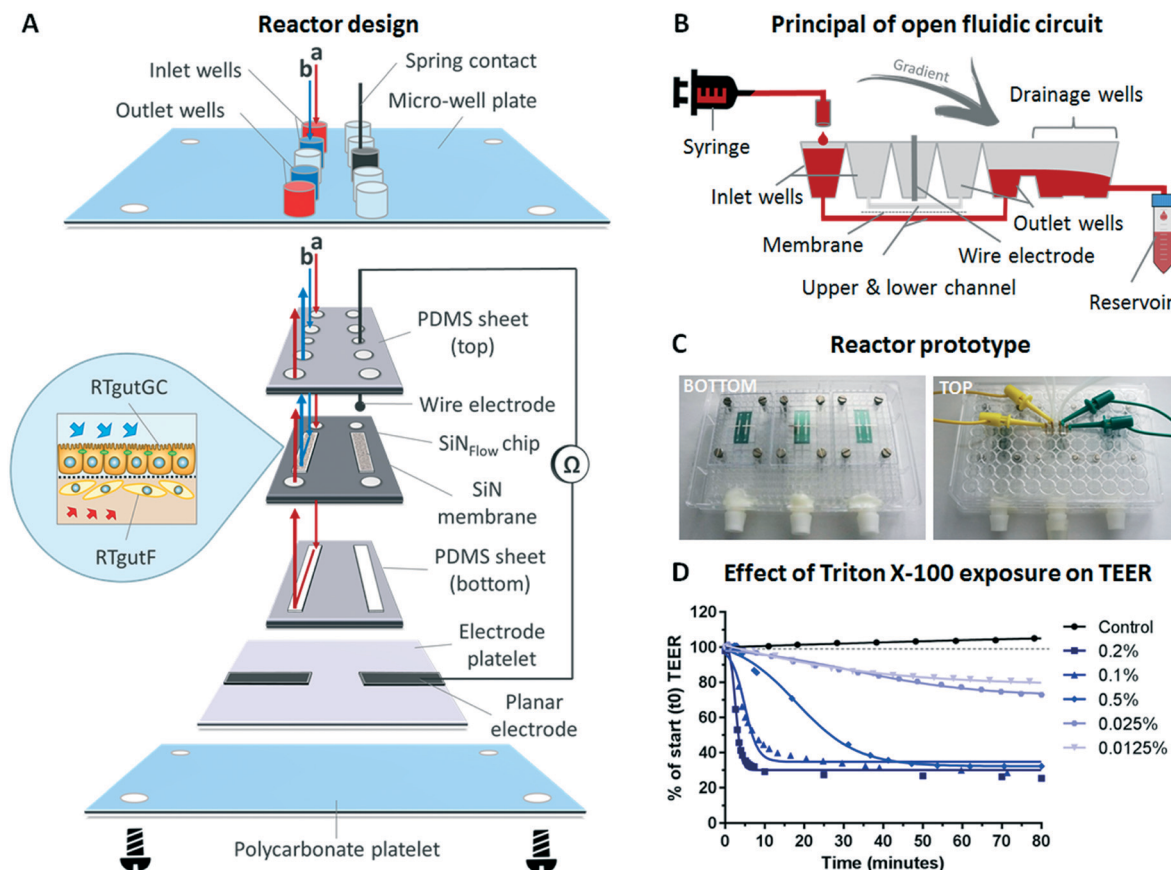 A
Reactor design
a
b
Inlet wells
Outlet wells
Spring contact
Micro-well plate
a
b
PDMS sheet
(top)
Wire electrode
SiNFlow chip
SiN
membrane
Ω
RTgutGC
RTgutF
PDMS sheet
(bottom)
Electrode
platelet
Planar
electrode
Polycarbonate platelet
B
Principal of open fluidic circuit
Gradient
Drainage wells
Syringe
Inlet wells
Membrane
Upper & lower channel
Outlet wells
Wire electrode
Reservoir
C
Reactor prototype
BOTTOM
TOP
D
Effect of Triton X-100 exposure on TEER
% of start (t0) TEER
120
100
80
60
40
20
0
0
10
20
30
40
50
60
70
80
Time (minutes)
Control
0.2%
0.1%
0.5%
0.025%
0.0125%